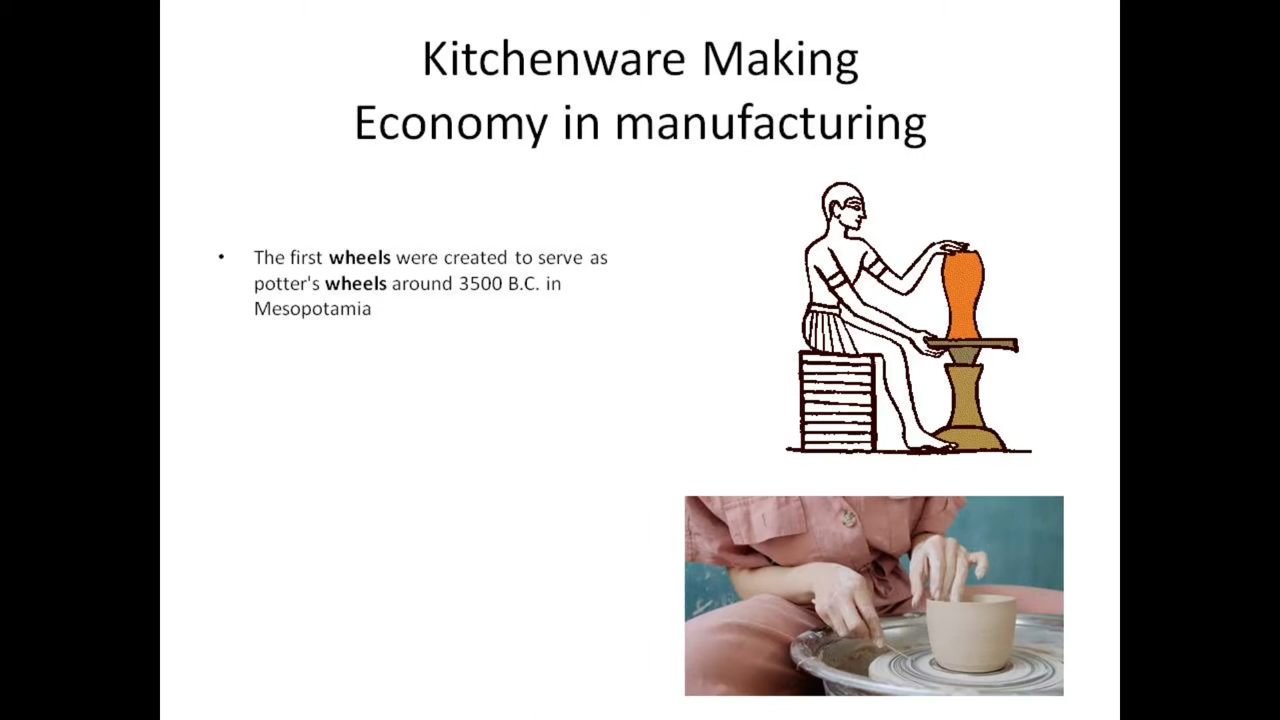 Kitchenware Making
Economy in manufacturing
• The first wheels were created to serve as
potter's wheels around 3500 B.C. in
Mesopotamia